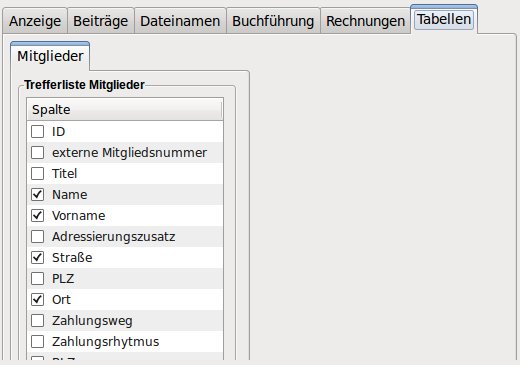 Anzeige Beiträge Dateinamen Buchführung Rechnungen Tabellen
Mitglieder
Trefferliste Mitglieder
Spalte
ID
externe Mitgliedsnummer
Titel
Name
Vorname
Adressierungszusatz
Straße
PLZ
Ort
Zahlungsweg
Zahlungsrhytmus